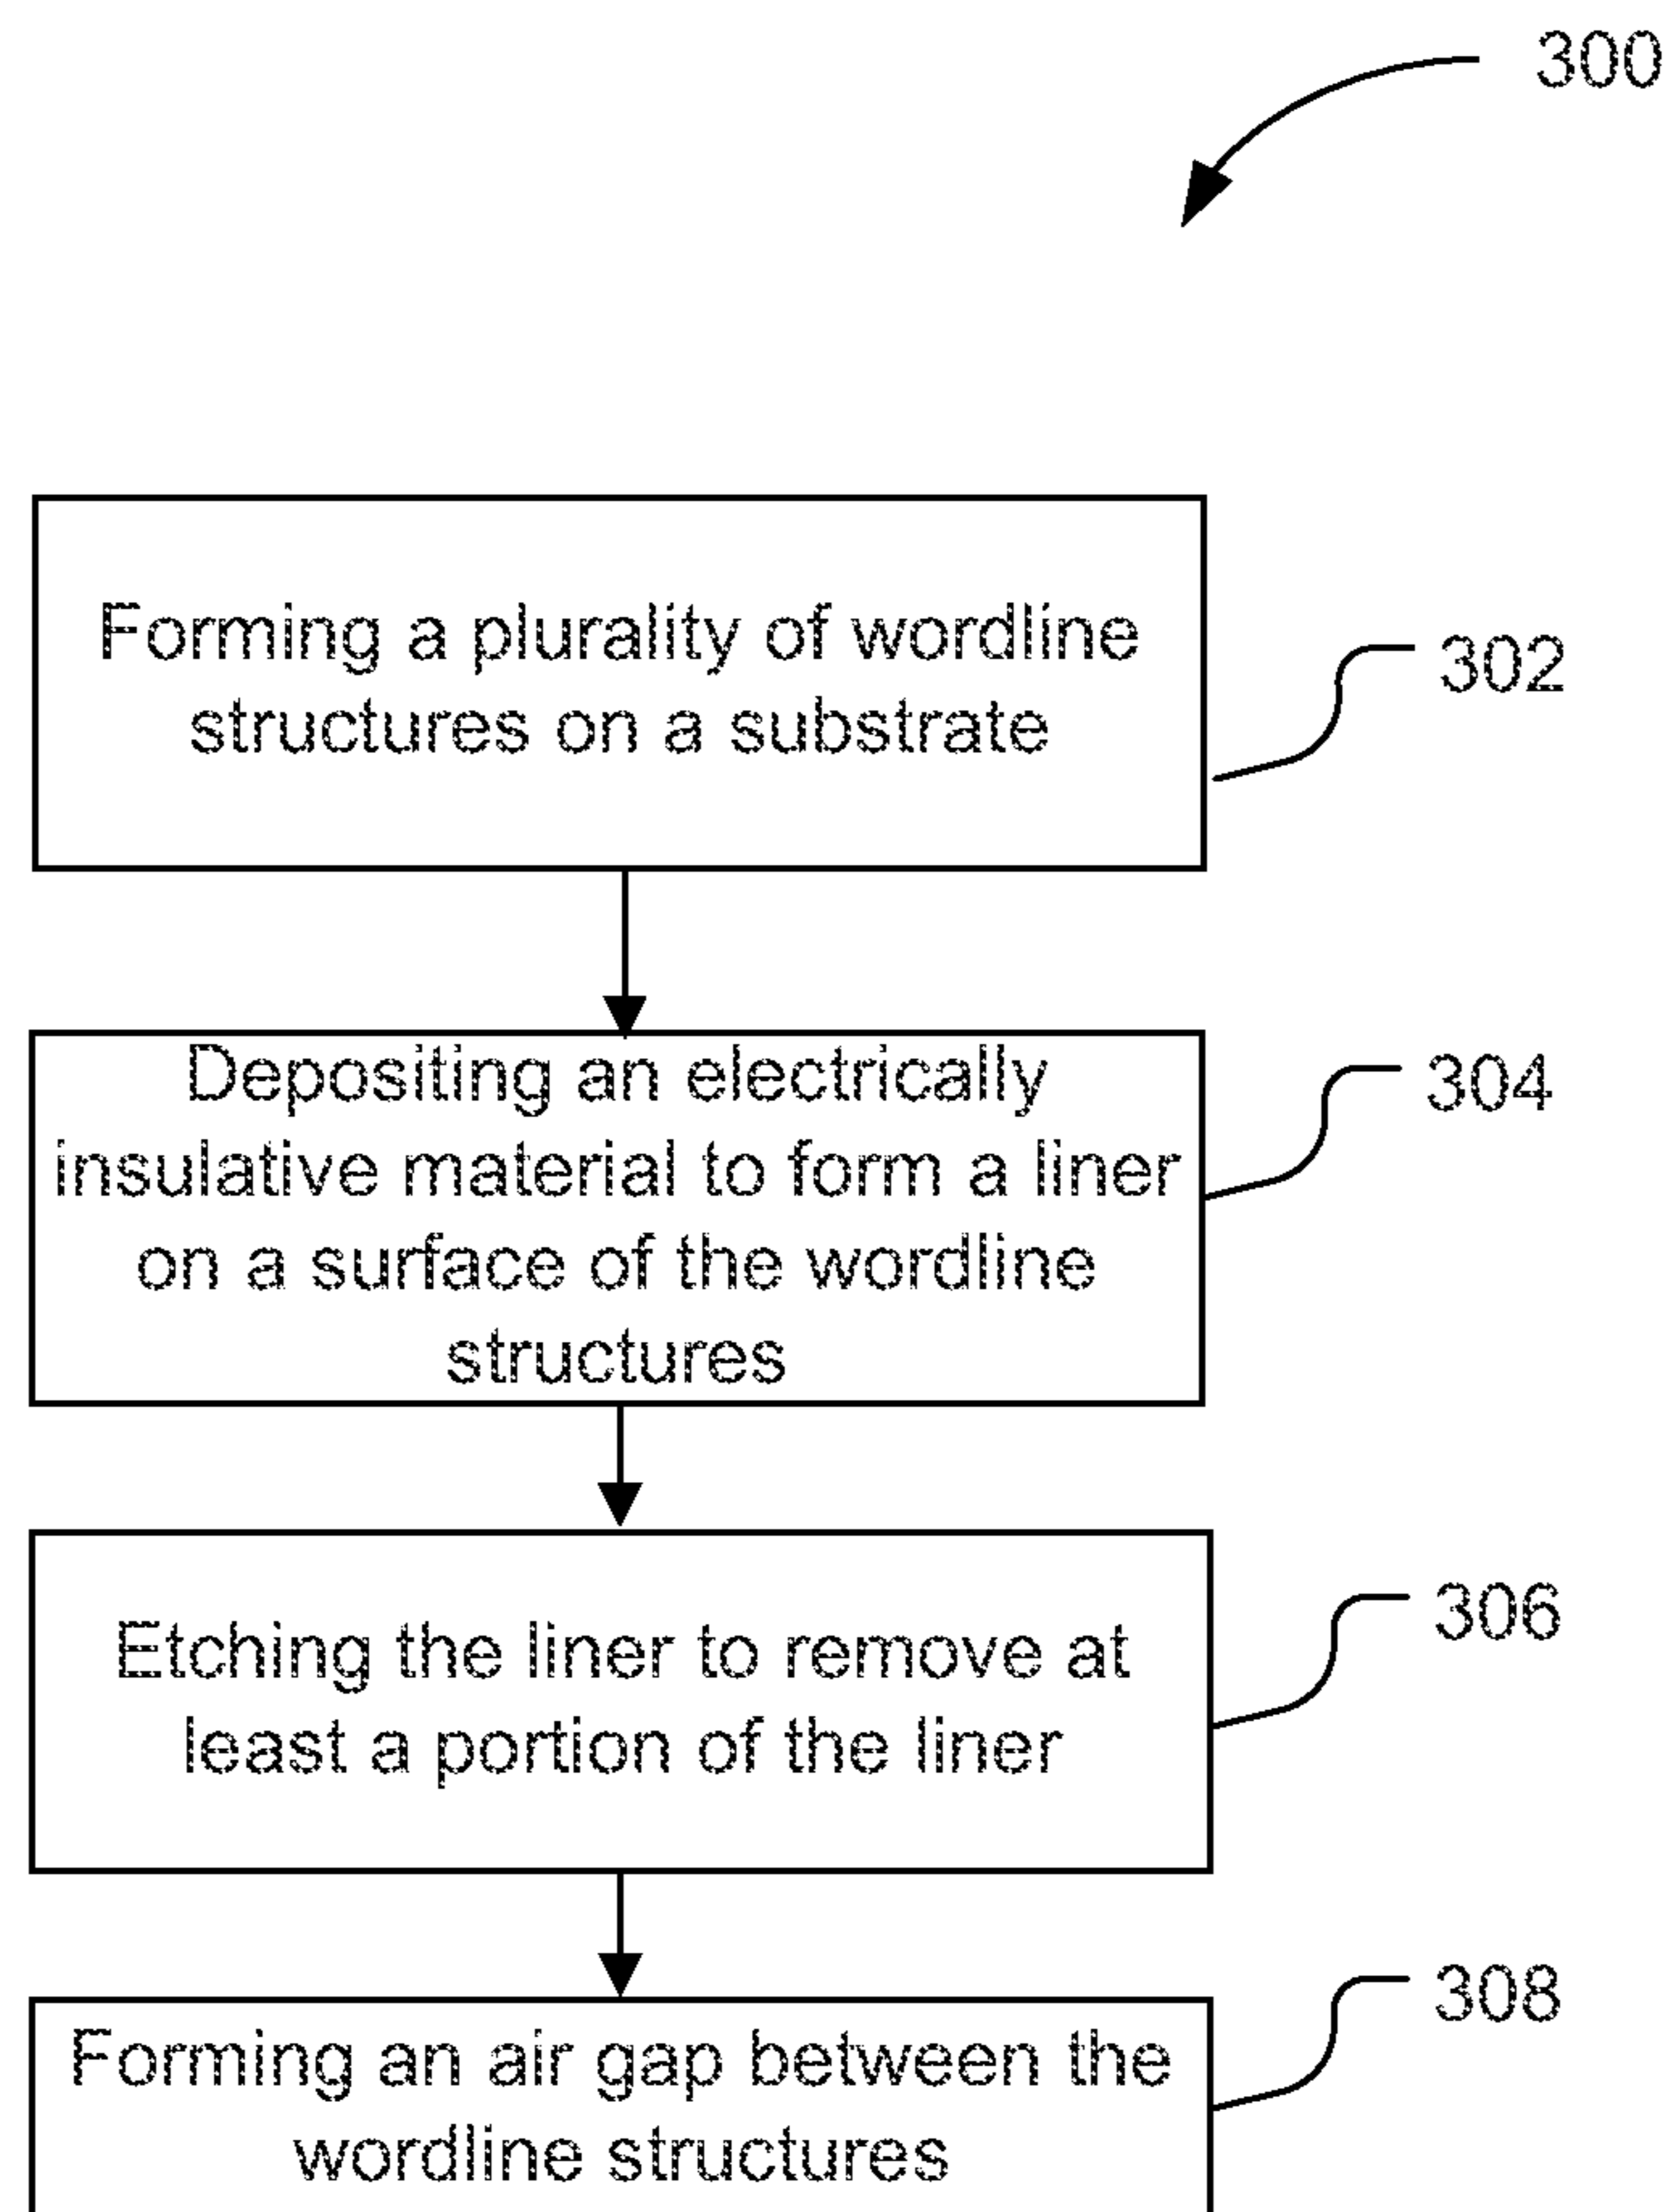 300
Forming a plurality of wordline
structures on a substrate
302
Depositing an electrically
insulative material to form a liner
on a surface of the wordline
structures
304
Etching the liner to remove at
least a portion of the liner
306
Forming an air gap between the
wordline structures
308